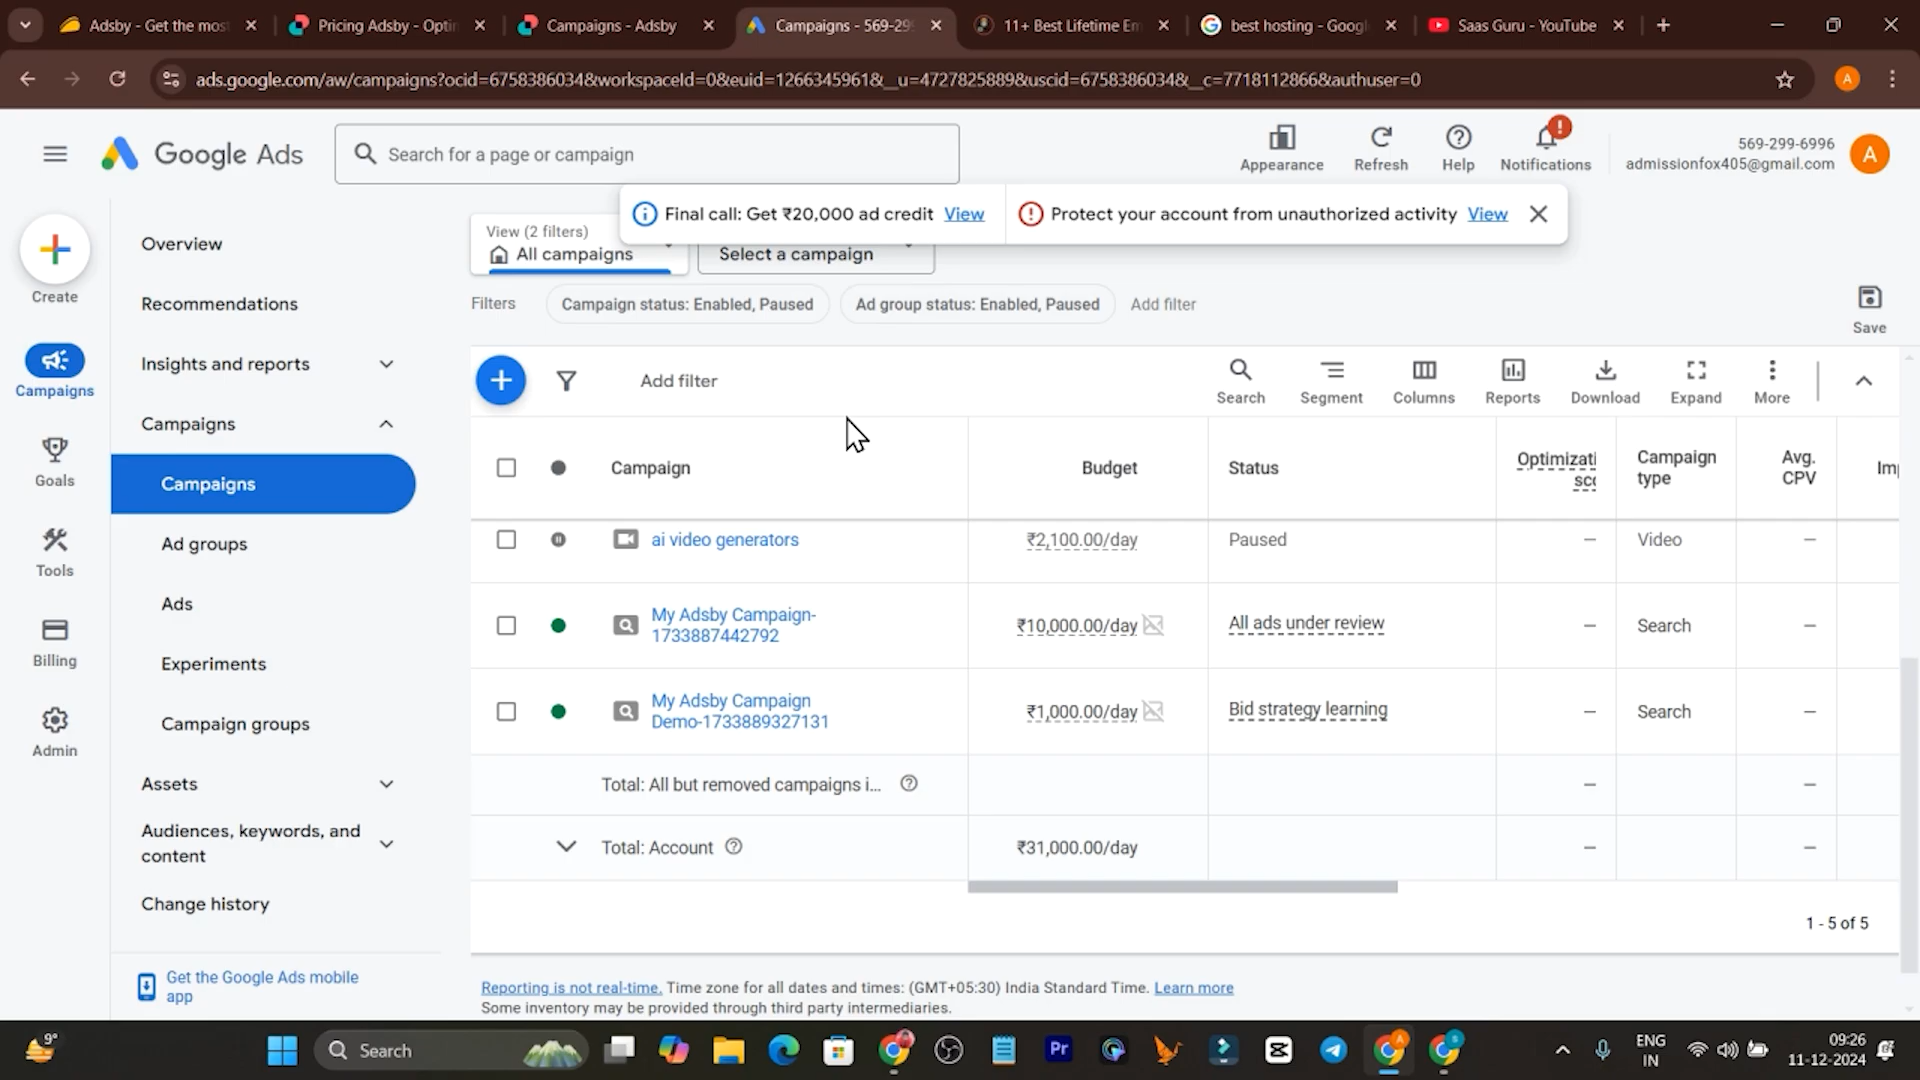 Adsby - Get the most
Pricing Adsby - Optin
Campaigns - Adsby
Campaigns - 569-299
11+ Best Lifetime Em
best hosting - Google
Saas Guru - YouTube
ads.google.com/aw/campaigns?ocid=6758386034&workspaceId=0&euid=1266345961&__u=4727825889&uscid=6758386034&__c=7718112866&authuser=0
A
Google Ads
Search for a page or campaign
Appearance
Refresh
Help
Notifications
569-299-6996
admissionfox405@gmail.com
A
Final call: Get ₹20,000 ad credit View
Protect your account from unauthorized activity View
View (2 filters)
All campaigns
Select a campaign
Filters
Campaign status: Enabled, Paused
Ad group status: Enabled, Paused
Add filter
Save
Create
Campaigns
Goals
Tools
Billing
Admin
Overview
Recommendations
Insights and reports
Campaigns
Campaigns
Ad groups
Ads
Experiments
Campaign groups
Assets
Audiences, keywords, and
content
Change history
Get the Google Ads mobile
app
Add filter
Search
Segment
Columns
Reports
Download
Expand
More
Campaign
Budget
Status
Optimizati
sco
Campaign
type
Avg.
CPV
Imp
ai video generators
₹2,100.00/day
Paused
–
Video
–
My Adsby Campaign-
1733887442792
₹10,000.00/day
All ads under review
–
Search
–
My Adsby Campaign
Demo-1733889327131
₹1,000.00/day
Bid strategy learning
–
Search
–
Total: All but removed campaigns i...
–
–
Total: Account
₹31,000.00/day
–
–
1 - 5 of 5
Reporting is not real-time. Time zone for all dates and times: (GMT+05:30) India Standard Time. Learn more
Some inventory may be provided through third party intermediaries.
9°
Search
Pr
ENG
IN
09:26
11-12-2024